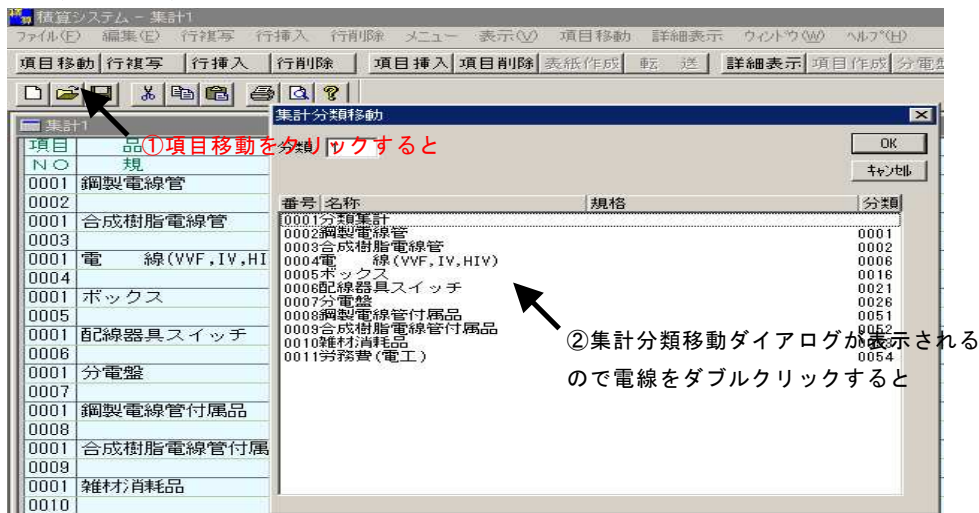 積算システム - 集計1
ファイル(F) 編集(E) 行複写 行挿入 行削除 メニュー 表示(V) 項目移動 詳細表示 ウィンドウ(W) ヘルプ(H)
項目移動 行複写 行挿入 行削除 項目挿入 項目削除 表紙作成 転 送 詳細表示 項目作成 分電盤
集計1
集計分類移動
①項目移動をクリックすると
分類
OK
キャンセル
項目 品
NO 規
0001 鋼製電線管
0002
0001 合成樹脂電線管
0003
0001 電 線(VVF,IV,HI
0004
0001 ボックス
0005
0001 配線器具スイッチ
0006
0001 分電盤
0007
0001 鋼製電線管付属品
0008
0001 合成樹脂電線管付属
0009
0001 雑材消耗品
0010
番号 名称 規格 分類
0001分類集計
0002鋼製電線管 0001
0003合成樹脂電線管 0002
0004電 線(VVF,IV,HIV) 0006
0005ボックス 0016
0006配線器具スイッチ 0021
0007分電盤 0026
0008鋼製電線管付属品 0051
0009合成樹脂電線管付属品 0052
0010雑材消耗品
0011労務費(電工) 0054
②集計分類移動ダイアログが表示される
ので電線をダブルクリックすると